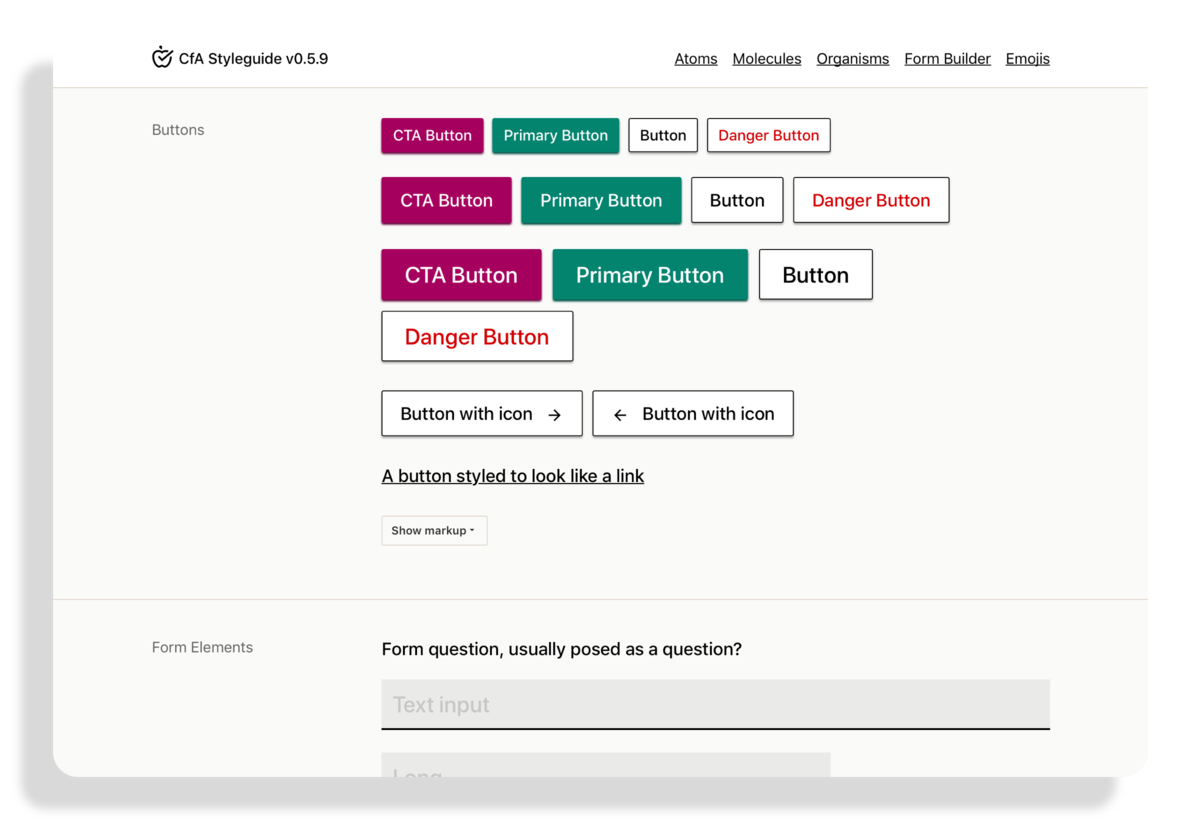 CfA Styleguide v0.5.9
Atoms Molecules Organisms Form Builder Emojis
Buttons
CTA Button Primary Button Button Danger Button
CTA Button Primary Button Button Danger Button
CTA Button Primary Button Button
Danger Button
Button with icon → ← Button with icon
A button styled to look like a link
Show markup
Form Elements
Form question, usually posed as a question?
Text input
Long